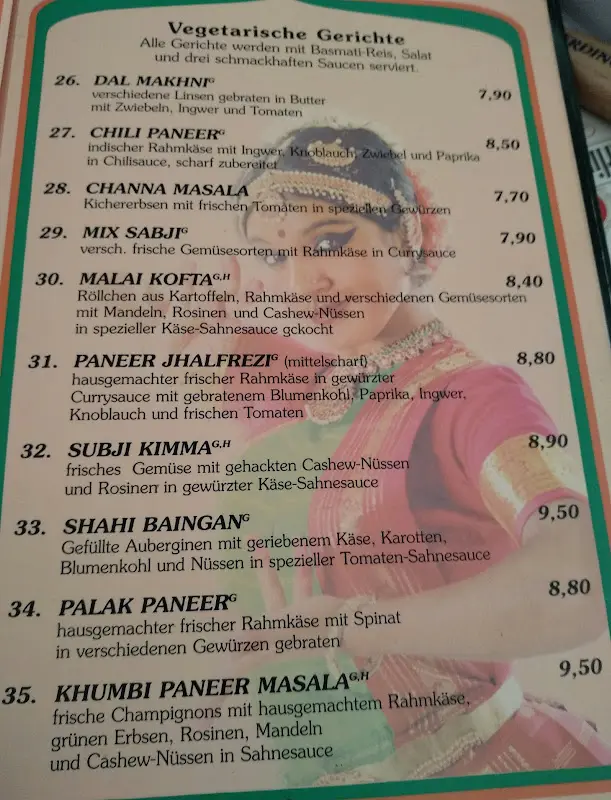 Vegetarische Gerichte
Alle Gerichte werden mit Basmati-Reis, Salat
und drei schmackhaften Saucen serviert.
26. DAL MAKHNI^G 7,90
verschiedene Linsen gebraten in Butter
mit Zwiebeln, Ingwer und Tomaten
27. CHILI PANEER^G 8,50
indischer Rahmkäse mit Ingwer, Knoblauch, Zwiebel und Paprika
in Chilisauce, scharf zubereitet
28. CHANNA MASALA 7,70
Kichererbsen mit frischen Tomaten in speziellen Gewürzen
29. MIX SABJI^G 7,90
versch. frische Gemüsesorten mit Rahmkäse in Currysauce
30. MALAI KOFTA^G,H 8,40
Röllchen aus Kartoffeln, Rahmkäse und verschiedenen Gemüsesorten
mit Mandeln, Rosinen und Cashew-Nüssen
in spezieller Käse-Sahnesauce gckocht
31. PANEER JHALFREZI^G (mittelscharf) 8,80
hausgemachter frischer Rahmkäse in gewürzter
Currysauce mit gebratenem Blumenkohl, Paprika, Ingwer,
Knoblauch und frischen Tomaten
32. SUBJI KIMMA^G,H 8,90
frisches Gemüse mit gehackten Cashew-Nüssen
und Rosinen in gewürzter Käse-Sahnesauce
33. SHAHI BAINGAN^G 9,50
Gefüllte Auberginen mit geriebenem Käse, Karotten,
Blumenkohl und Nüssen in spezieller Tomaten-Sahnesauce
34. PALAK PANEER^G 8,80
hausgemachter frischer Rahmkäse mit Spinat
in verschiedenen Gewürzen gebraten
35. KHUMBI PANEER MASALA^G,H 9,50
frische Champignons mit hausgemachtem Rahmkäse,
grünen Erbsen, Rosinen, Mandeln
und Cashew-Nüssen in Sahnesauce